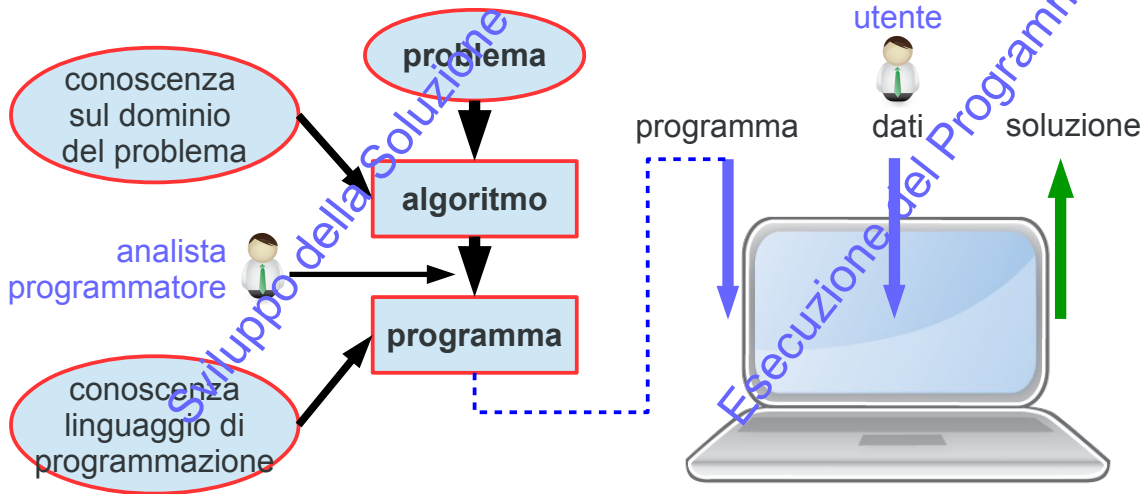 conoscenza
sul dominio
del problema
problema
algoritmo
analista
programmatore
programma
conoscenza
linguaggio di
programmazione
Sviluppo della Soluzione
utente
programma
dati
soluzione
Esecuzione del Programm